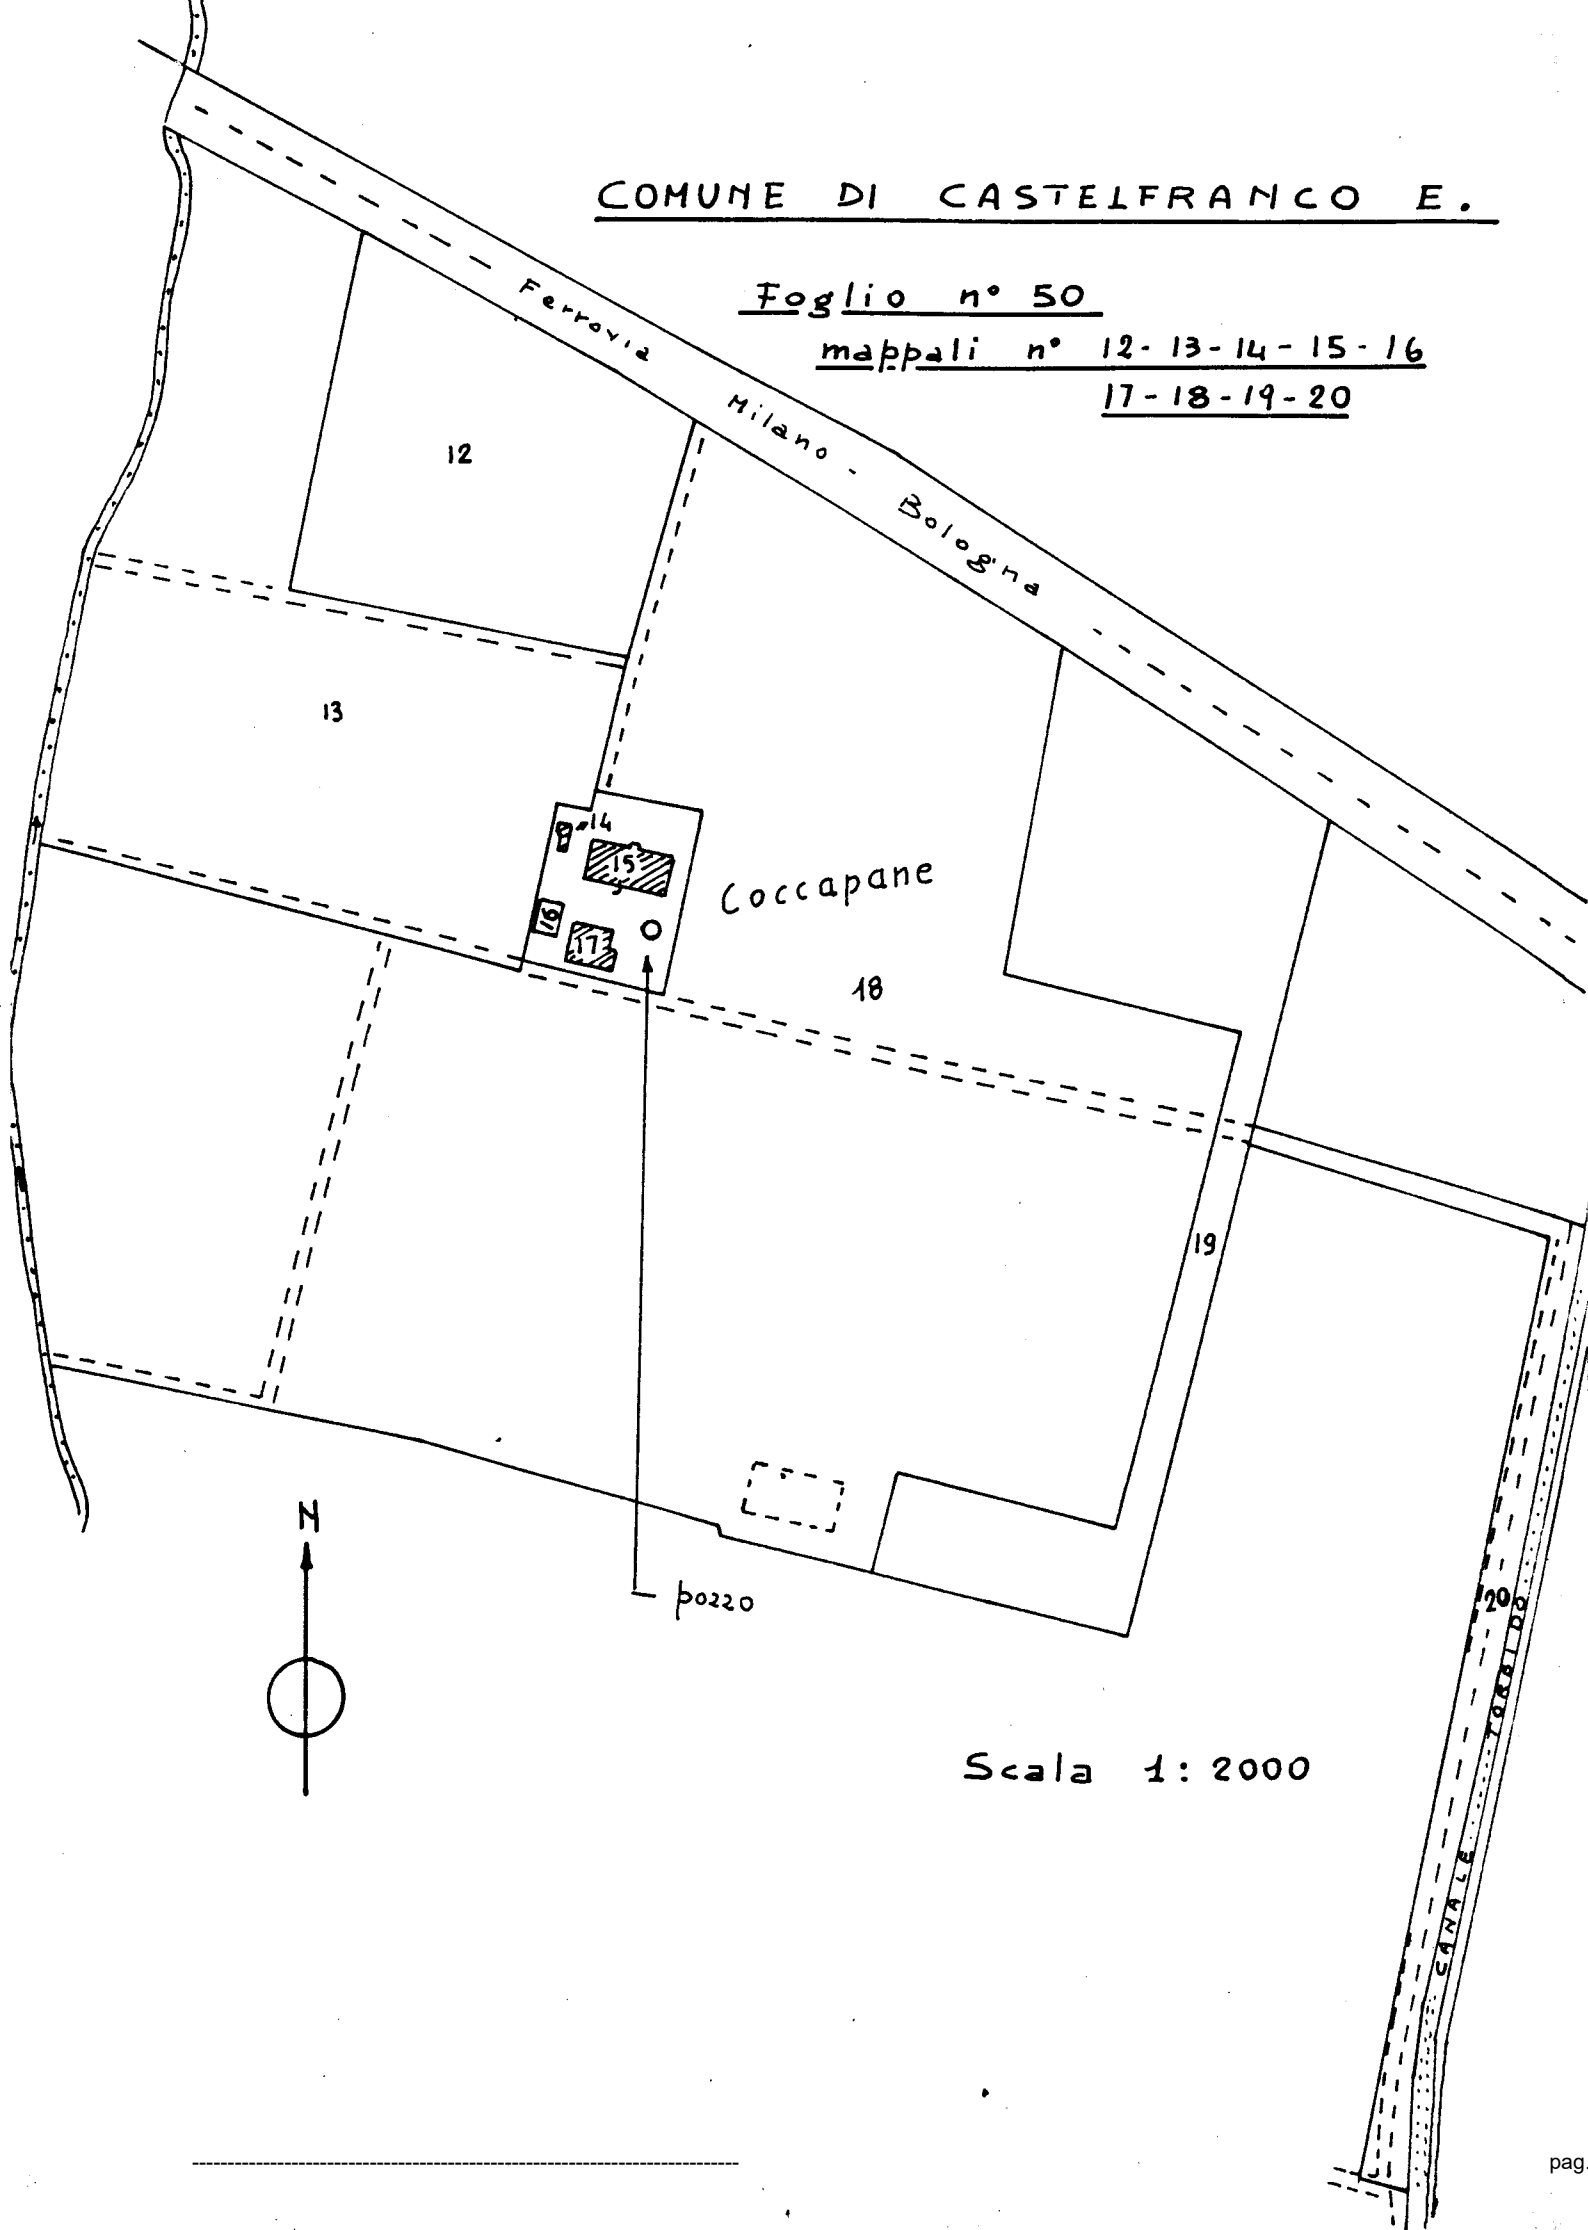 COMUNE DI CASTELFRANCO E.
Foglio n° 50
mappali n° 12-13-14-15-16
17-18-19-20
Ferrovia Milano - Bologna
12
13
14
15
16
17
Coccapane
18
19
20
CANALE TORBIDO
N
pozzo
Scala 1:2000
pag.